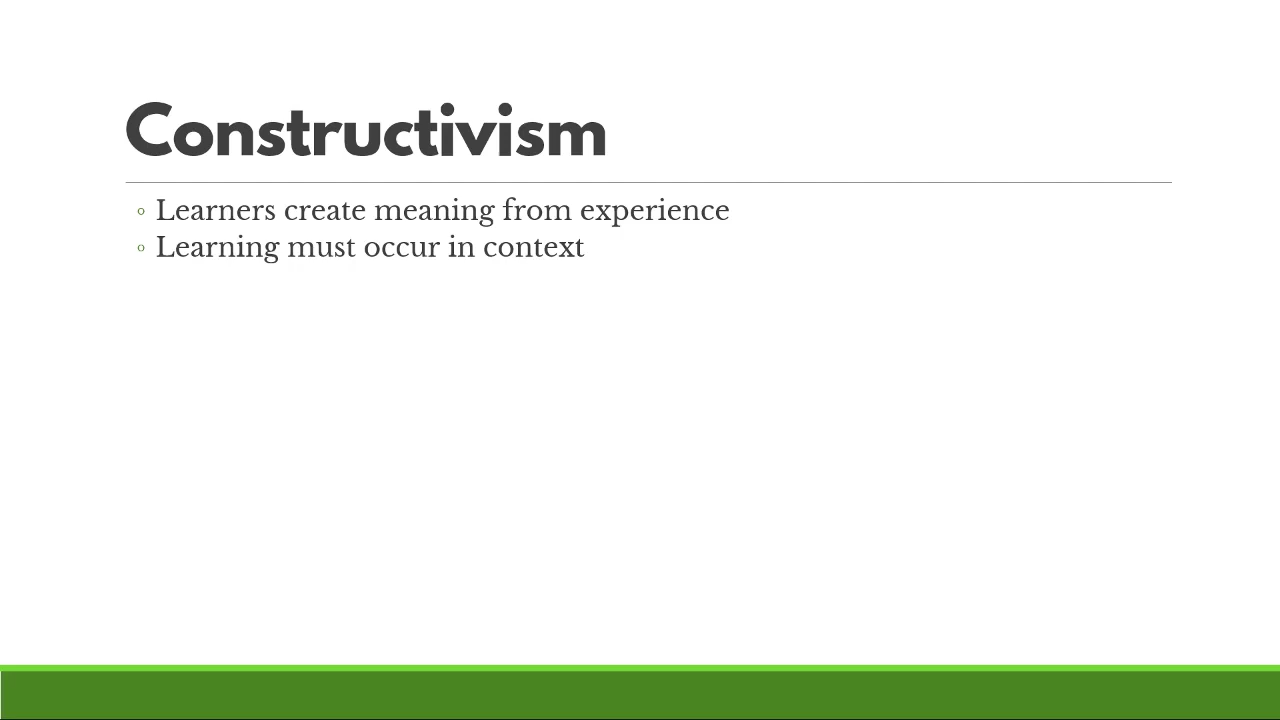 Constructivism
◦ Learners create meaning from experience
◦ Learning must occur in context